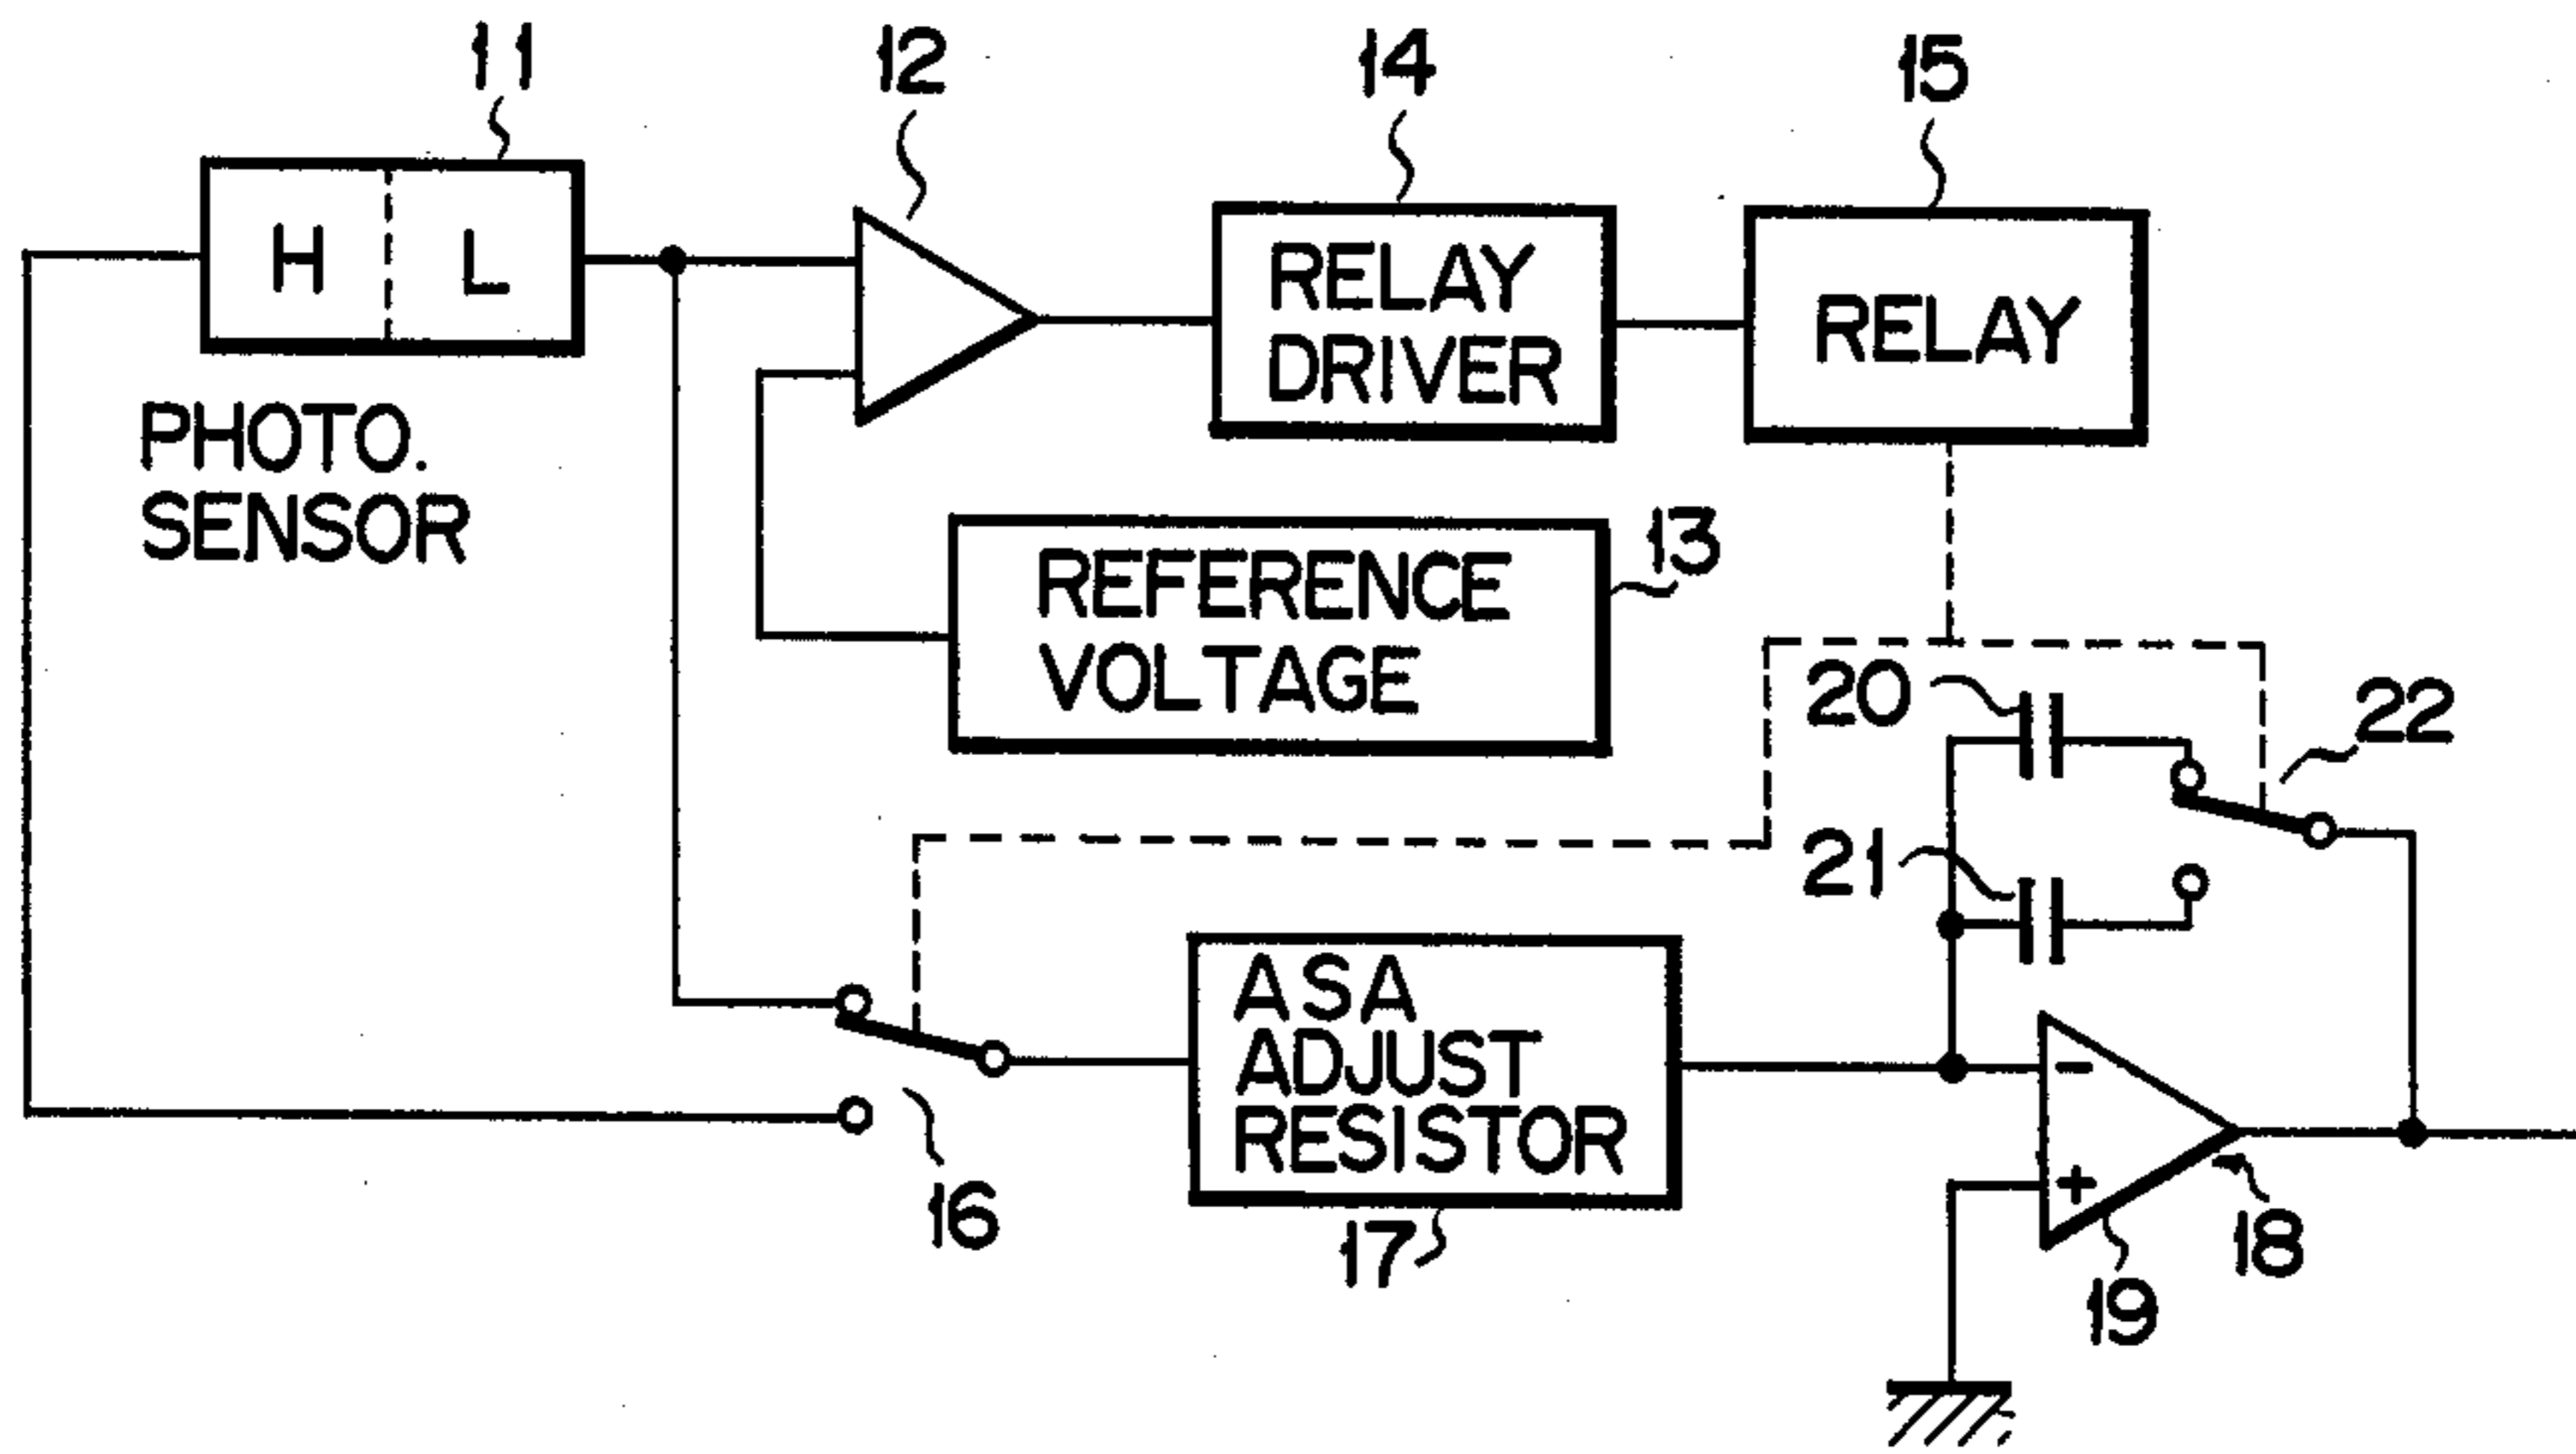 11
12
14
15
H
L
RELAY
DRIVER
RELAY
PHOTO.
SENSOR
13
REFERENCE
VOLTAGE
20
22
21
ASA
ADJUST
RESISTOR
-
+
16
17
18
19